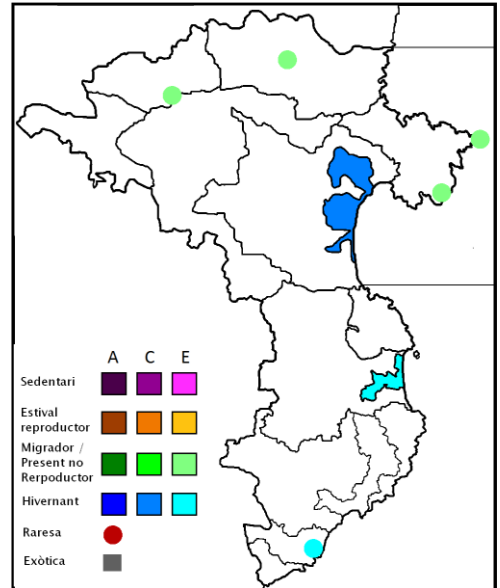 A C E
Sedentari
Estival
reproductor
Migrador /
Present no
Rerpoductor
Hivernant
Raresa
Exòtica